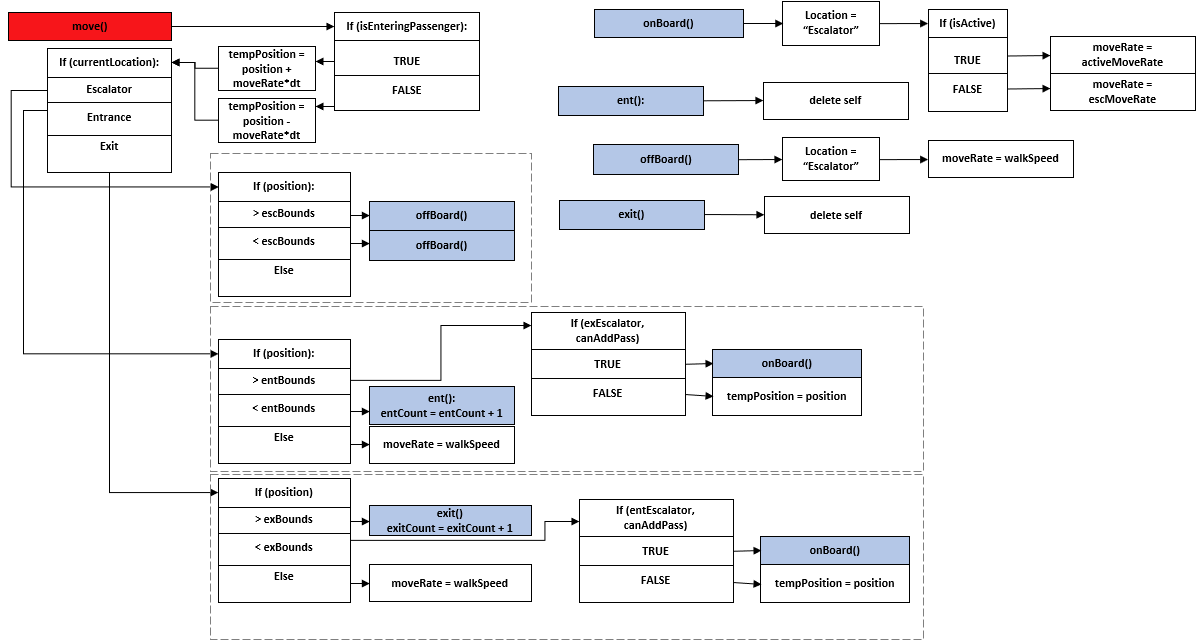 move()
If (isEnteringPassenger):
TRUE
FALSE
tempPosition =
position +
moveRate*dt
tempPosition =
position -
moveRate*dt
If (currentLocation):
Escalator
Entrance
Exit
If (position):
> escBounds
< escBounds
Else
offBoard()
offBoard()
If (position):
> entBounds
< entBounds
Else
ent():
entCount = entCount + 1
moveRate = walkSpeed
If (exEscalator,
canAddPass)
TRUE
FALSE
onBoard()
tempPosition = position
If (position)
> exBounds
< exBounds
Else
exit()
exitCount = exitCount + 1
moveRate = walkSpeed
If (entEscalator,
canAddPass)
TRUE
FALSE
onBoard()
tempPosition = position
onBoard()
Location =
“Escalator”
If (isActive)
TRUE
FALSE
moveRate =
activeMoveRate
moveRate =
escMoveRate
ent():
delete self
offBoard()
Location =
“Escalator”
moveRate = walkSpeed
exit()
delete self